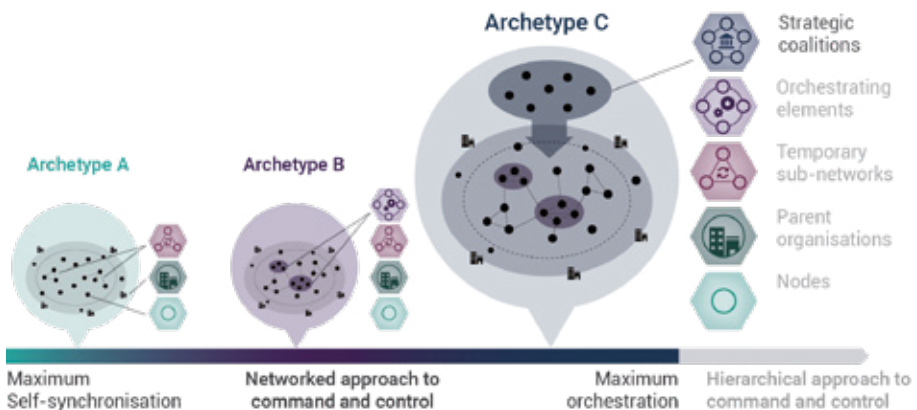 Archetype C
Strategic
coalitions
Orchestrating
elements
Archetype A
Archetype B
Temporary
sub-networks
Parent
organisations
Nodes
Maximum
Self-synchronisation
Networked approach to
command and control
Maximum
orchestration
Hierarchical approach to
command and control